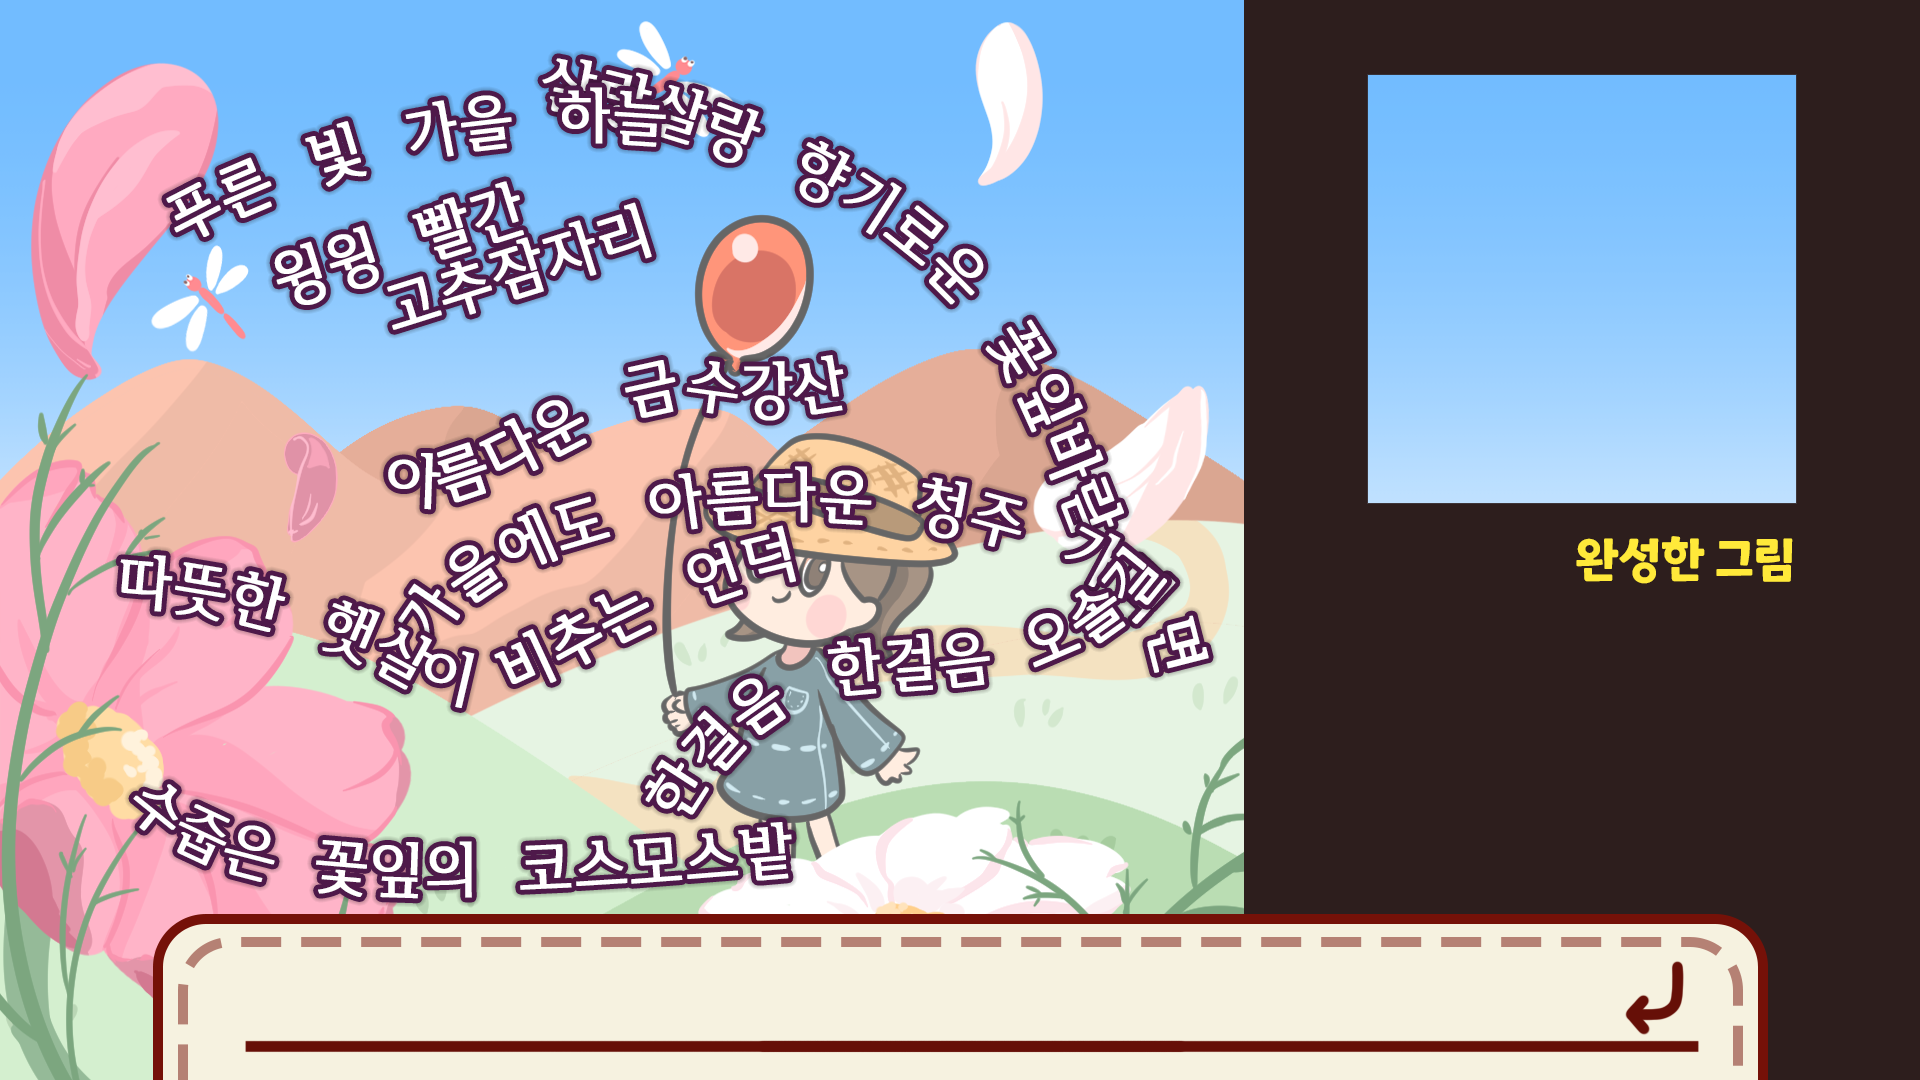 푸른 빛 가을 하늘
살랑살랑 향기로운 꽃잎바람
윙윙 빨간
고추잠자리
아름다운 금수강산
가을에도 아름다운 청주
따뜻한 햇살이 비추는 언덕
한걸음 한걸음 오솔길
수줍은 꽃잎의 코스모스밭
완성한 그림